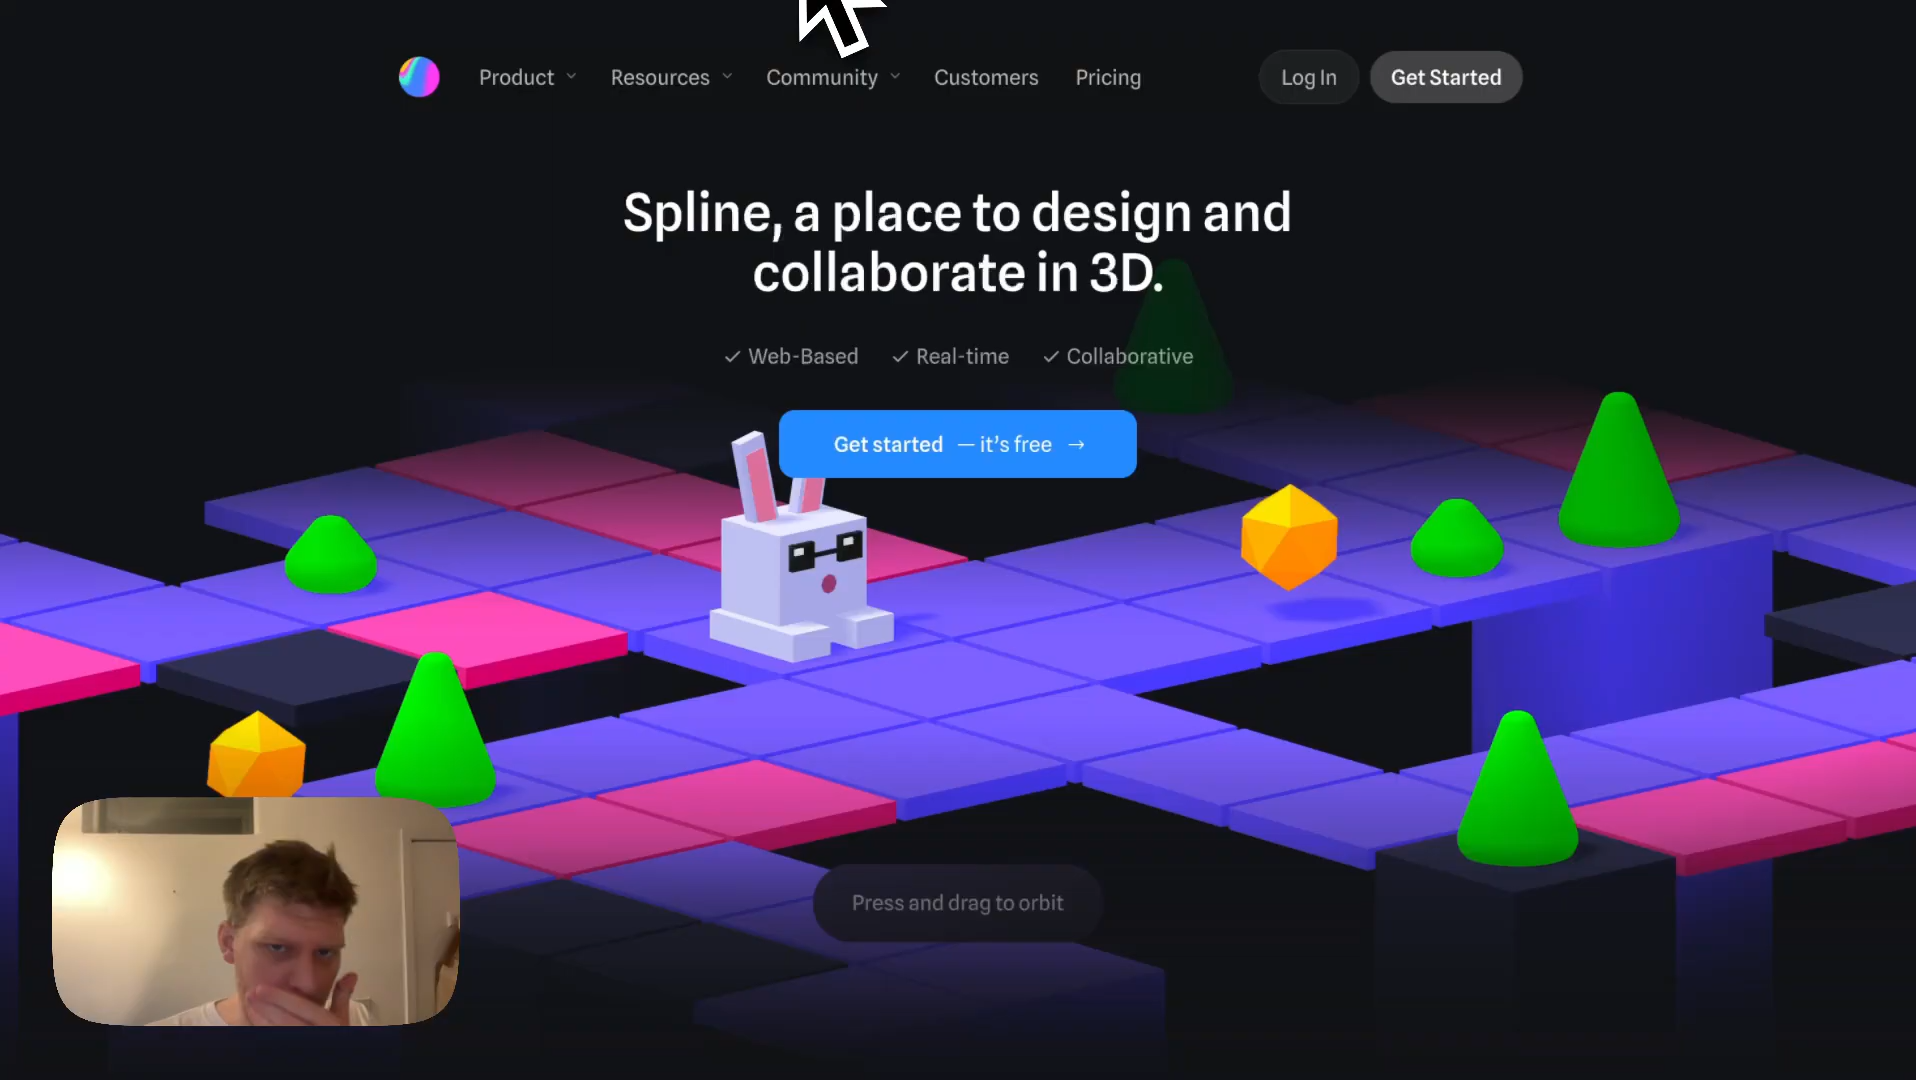 Product
Resources
Community
Customers
Pricing
Log In
Get Started
Spline, a place to design and
collaborate in 3D.
Web-Based
Real-time
Collaborative
Get started — it’s free →
Press and drag to orbit